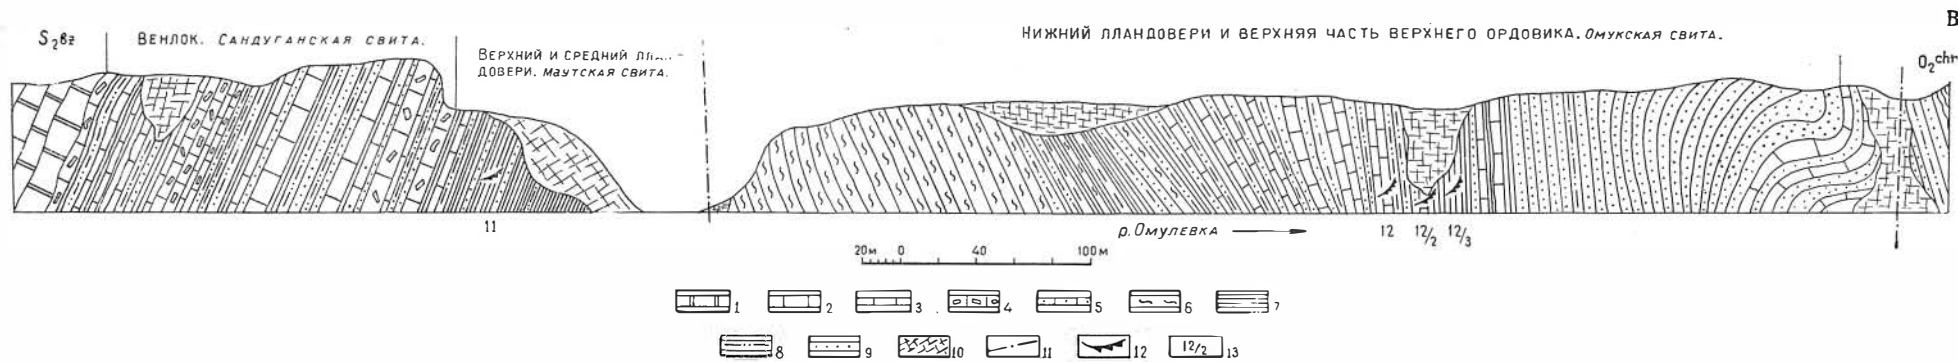 В
S₂вz
ВЕНЛОК. САНДУГАНСКАЯ СВИТА.
ВЕРХНИЙ И СРЕДНИЙ ЛЛАН-
ДОВЕРИ. МАУТСКАЯ СВИТА.
НИЖНИЙ ЛЛАНДОВЕРИ И ВЕРХНЯЯ ЧАСТЬ ВЕРХНЕГО ОРДОВИКА. ОМУКСКАЯ СВИТА.
O₂chr
11
р. Омулевка
12 12/2 12/3
20м 0 40 100м
1 2 3 4 5 6 7
8 9 10 11 12 12/2 13